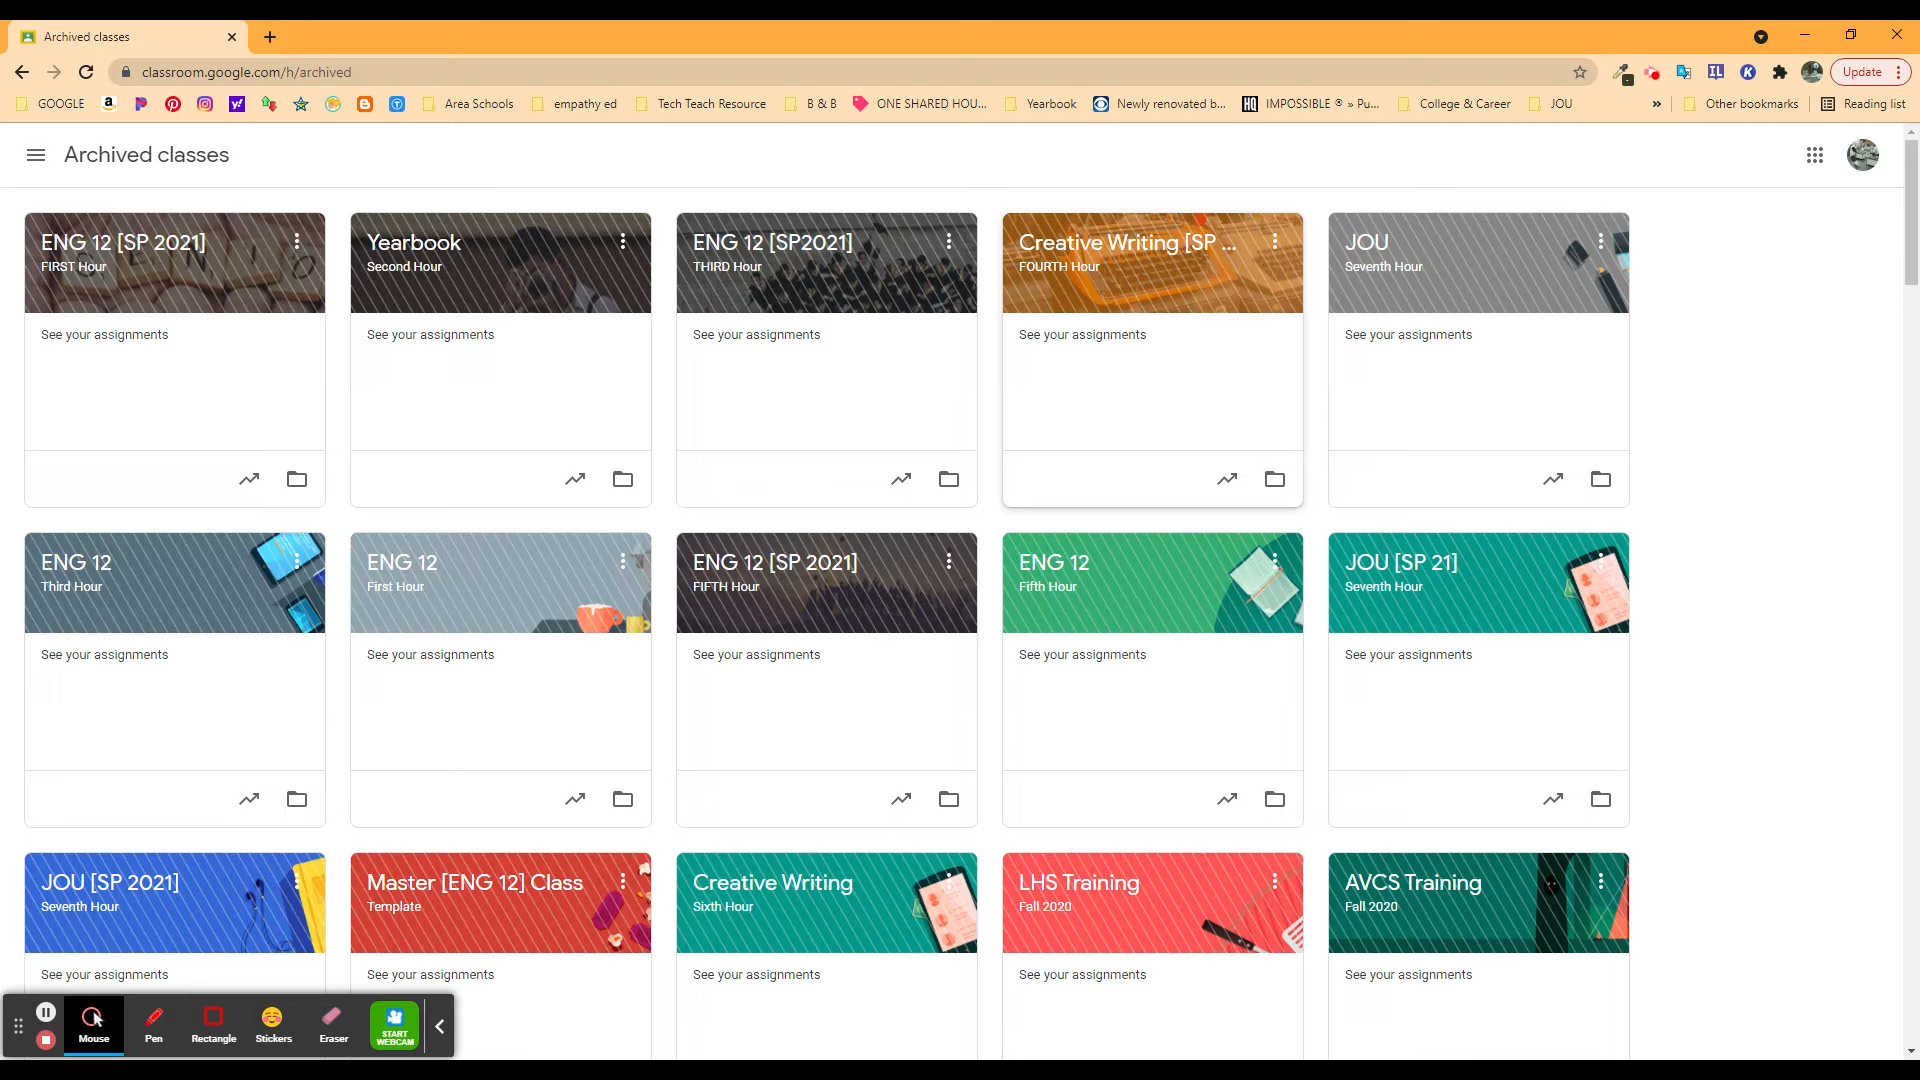 Archived classes
classroom.google.com/h/archived
Update
GOOGLE
Area Schools
empathy ed
Tech Teach Resource
B & B
ONE SHARED HOU...
Yearbook
Newly renovated b...
HQ
IMPOSSIBLE ® » Pu...
College & Career
JOU
»
Other bookmarks
Reading list
Archived classes
ENG 12 [SP 2021]
FIRST Hour
See your assignments
Yearbook
Second Hour
See your assignments
ENG 12 [SP2021]
THIRD Hour
See your assignments
Creative Writing [SP ...
FOURTH Hour
See your assignments
JOU
Seventh Hour
See your assignments
ENG 12
Third Hour
See your assignments
ENG 12
First Hour
See your assignments
ENG 12 [SP 2021]
FIFTH Hour
See your assignments
ENG 12
Fifth Hour
See your assignments
JOU [SP 21]
Seventh Hour
See your assignments
JOU [SP 2021]
Seventh Hour
See your assignments
Master [ENG 12] Class
Template
See your assignments
Creative Writing
Sixth Hour
See your assignments
LHS Training
Fall 2020
See your assignments
AVCS Training
Fall 2020
See your assignments
Mouse
Pen
Rectangle
Stickers
Eraser
START
WEBCAM